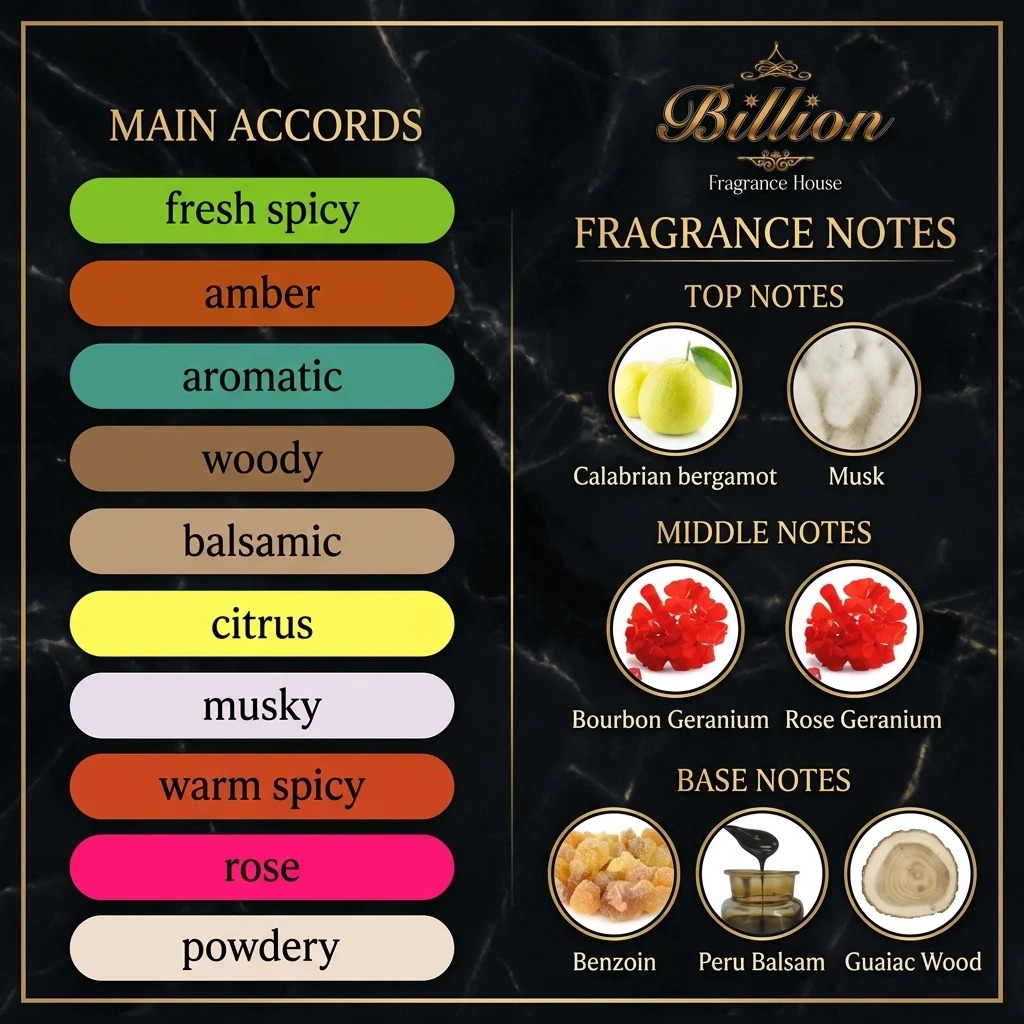 MAIN ACCORDS
fresh spicy
amber
aromatic
woody
balsamic
citrus
musky
warm spicy
rose
powdery
Billion
Fragrance House
FRAGRANCE NOTES
TOP NOTES
Calabrian bergamot Musk
MIDDLE NOTES
Bourbon Geranium Rose Geranium
BASE NOTES
Benzoin Peru Balsam Guaiac Wood